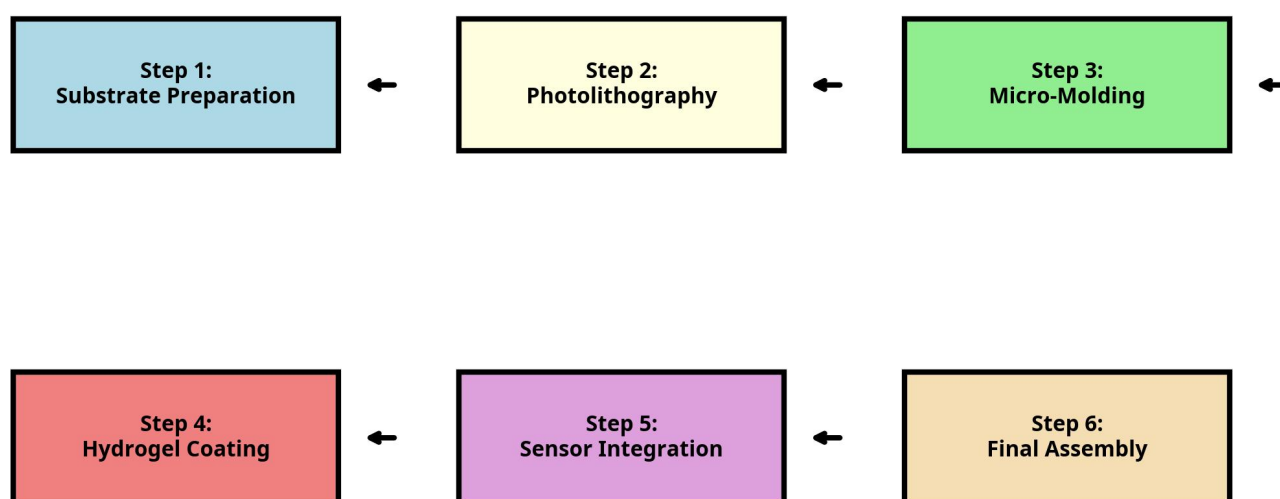 Step 1:
Substrate Preparation
Step 2:
Photolithography
Step 3:
Micro-Molding
Step 4:
Hydrogel Coating
Step 5:
Sensor Integration
Step 6:
Final Assembly